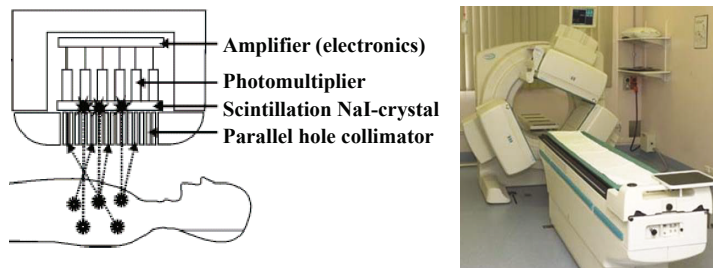 Amplifier (electronics)
Photomultiplier
Scintillation NaI-crystal
Parallel hole collimator